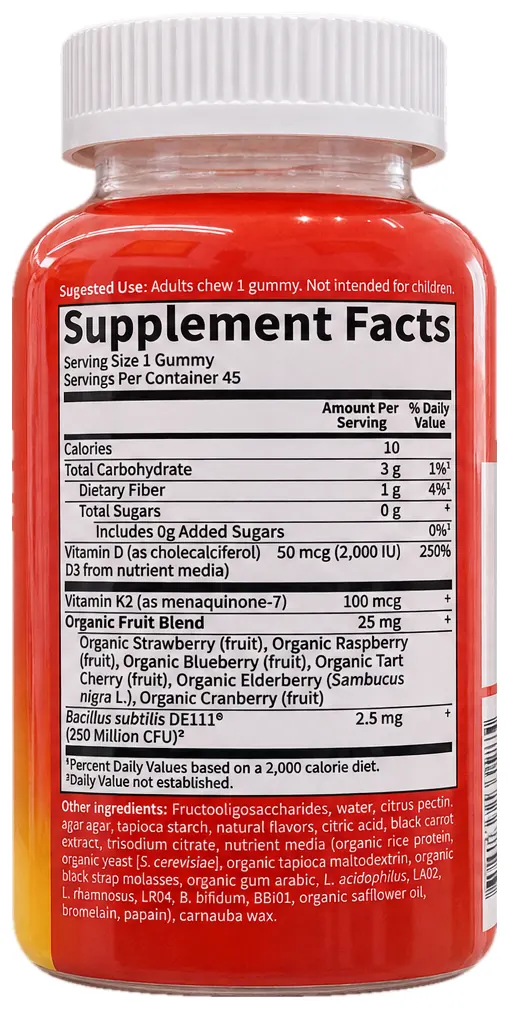 Sugested Use: Adults chew 1 gummy. Not intended for children.
Supplement Facts
Serving Size 1 Gummy
Servings Per Container 45
Amount Per Serving % Daily Value
Calories 10
Total Carbohydrate 3 g 1%¹
Dietary Fiber 1 g 4%¹
Total Sugars 0 g +
Includes 0g Added Sugars 0%¹
Vitamin D (as cholecalciferol) 50 mcg (2,000 IU) 250%
D3 from nutrient media)
Vitamin K2 (as menaquinone-7) 100 mcg +
Organic Fruit Blend 25 mg +
Organic Strawberry (fruit), Organic Raspberry
(fruit), Organic Blueberry (fruit), Organic Tart
Cherry (fruit), Organic Elderberry (Sambucus
nigra L.), Organic Cranberry (fruit)
Bacillus subtilis DE111® 2.5 mg +
(250 Million CFU)²
¹Percent Daily Values based on a 2,000 calorie diet.
²Daily Value not established.
Other ingredients: Fructooligosaccharides, water, citrus pectin.
agar agar, tapioca starch, natural flavors, citric acid, black carrot
extract, trisodium citrate, nutrient media (organic rice protein,
organic yeast [S. cerevisiae], organic tapioca maltodextrin, organic
black strap molasses, organic gum arabic, L. acidophilus, LA02,
L. rhamnosus, LR04, B. bifidum, BBi01, organic safflower oil,
bromelain, papain), carnauba wax.